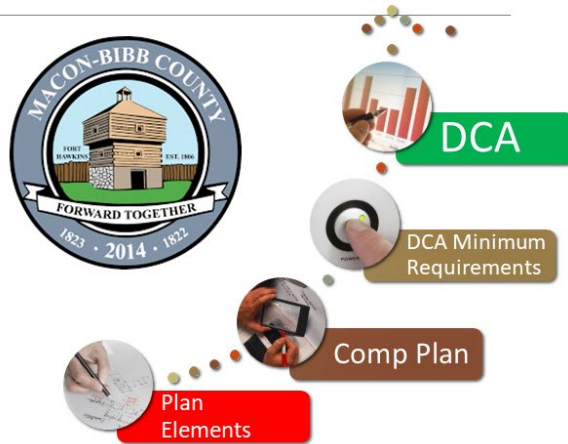 MACON-BIBB COUNTY
FORT
HAWKINS
EST. 1806
FORWARD TOGETHER
1823 · 2014 · 1822
DCA
POWER
DCA Minimum
Requirements
Comp Plan
Plan
Elements